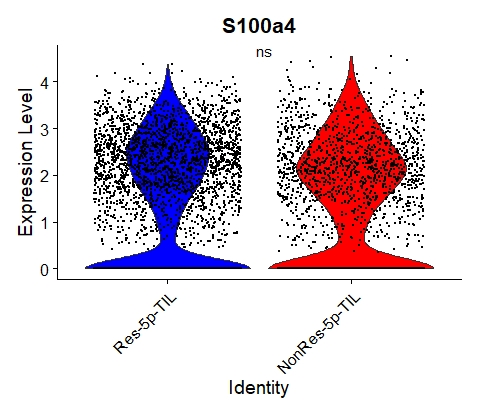 S100a4
ns
Expression Level
4
3
2
1
0
Res-5p-TIL
NonRes-5p-TIL
Identity